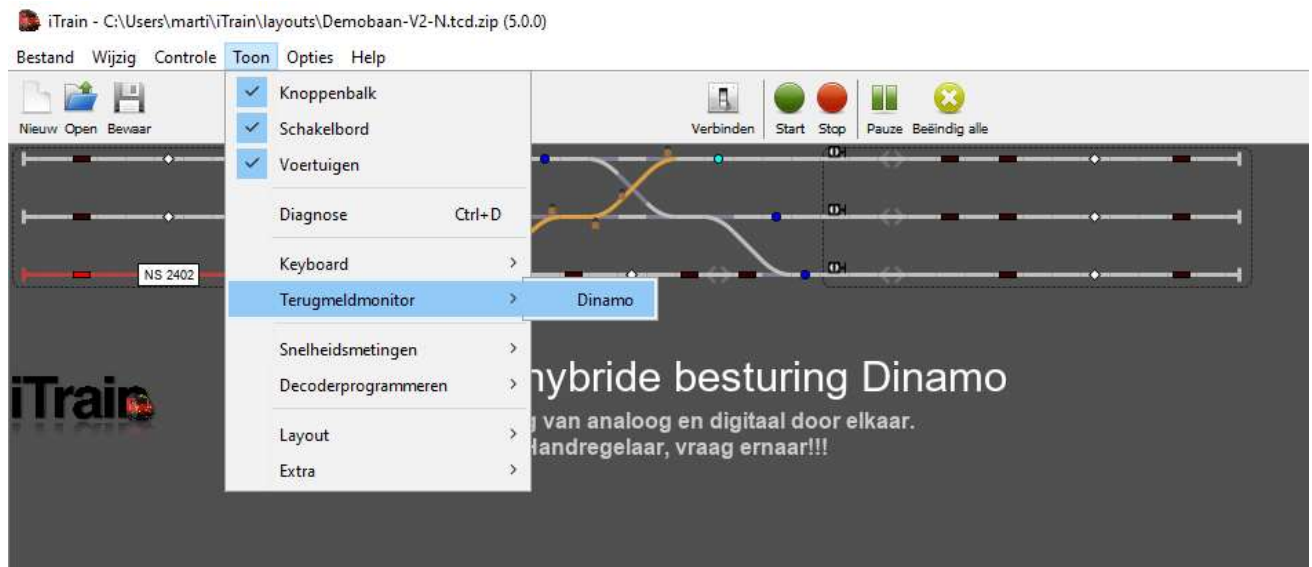 iTrain - C:\Users\marti\iTrain\layouts\Demobaan-V2-N.tcd.zip (5.0.0)
Bestand Wijzig Controle Toon Opties Help
Nieuw Open Bewaar
Verbinden Start Stop Pauze Beëindig alle
Knoppenbalk
Schakelbord
Voertuigen
Diagnose Ctrl+D
Keyboard
Terugmeldmonitor
Dinamo
Snelheidsmetingen
Decoderprogrammeren
Layout
Extra
NS 2402
iTrain
hybride besturing Dinamo
van analoog en digitaal door elkaar.
Handregelaar, vraag ernaar!!!